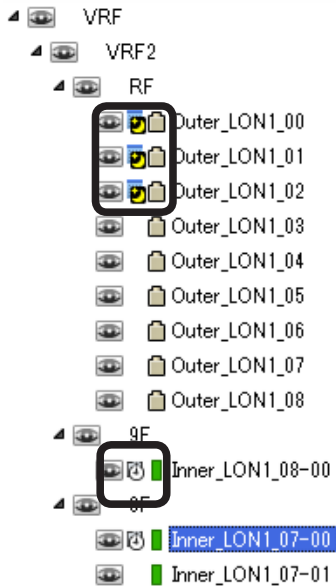 VRF
VRF2
RF
Outer_LON1_00
Outer_LON1_01
Outer_LON1_02
Outer_LON1_03
Outer_LON1_04
Outer_LON1_05
Outer_LON1_06
Outer_LON1_07
Outer_LON1_08
9F
Inner_LON1_08-00
8F
Inner_LON1_07-00
Inner_LON1_07-01